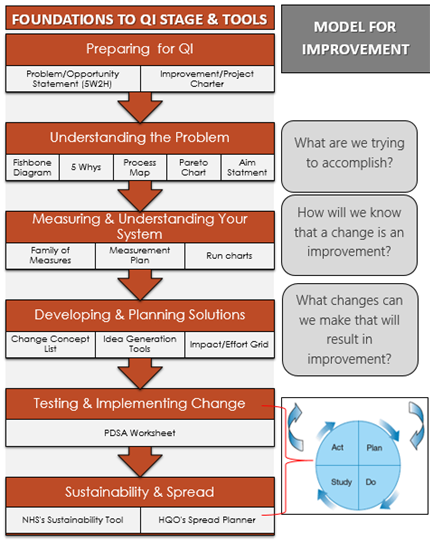 FOUNDATIONS TO QI STAGE & TOOLS
Preparing for QI
Problem/Opportunity
Statement (5W2H)
Improvement/Project
Charter
Understanding the Problem
Fishbone
Diagram
5 Whys
Process
Map
Pareto
Chart
Aim
Statment
Measuring & Understanding Your
System
Family of
Measures
Measurement
Plan
Run charts
Developing & Planning Solutions
Change Concept
List
Idea Generation
Tools
Impact/Effort Grid
Testing & Implementing Change
PDSA Worksheet
Sustainability & Spread
NHS's Sustainability Tool
HQO's Spread Planner
MODEL FOR
IMPROVEMENT
What are we trying
to accomplish?
How will we know
that a change is an
improvement?
What changes can
we make that will
result in
improvement?
Act
Plan
Study
Do